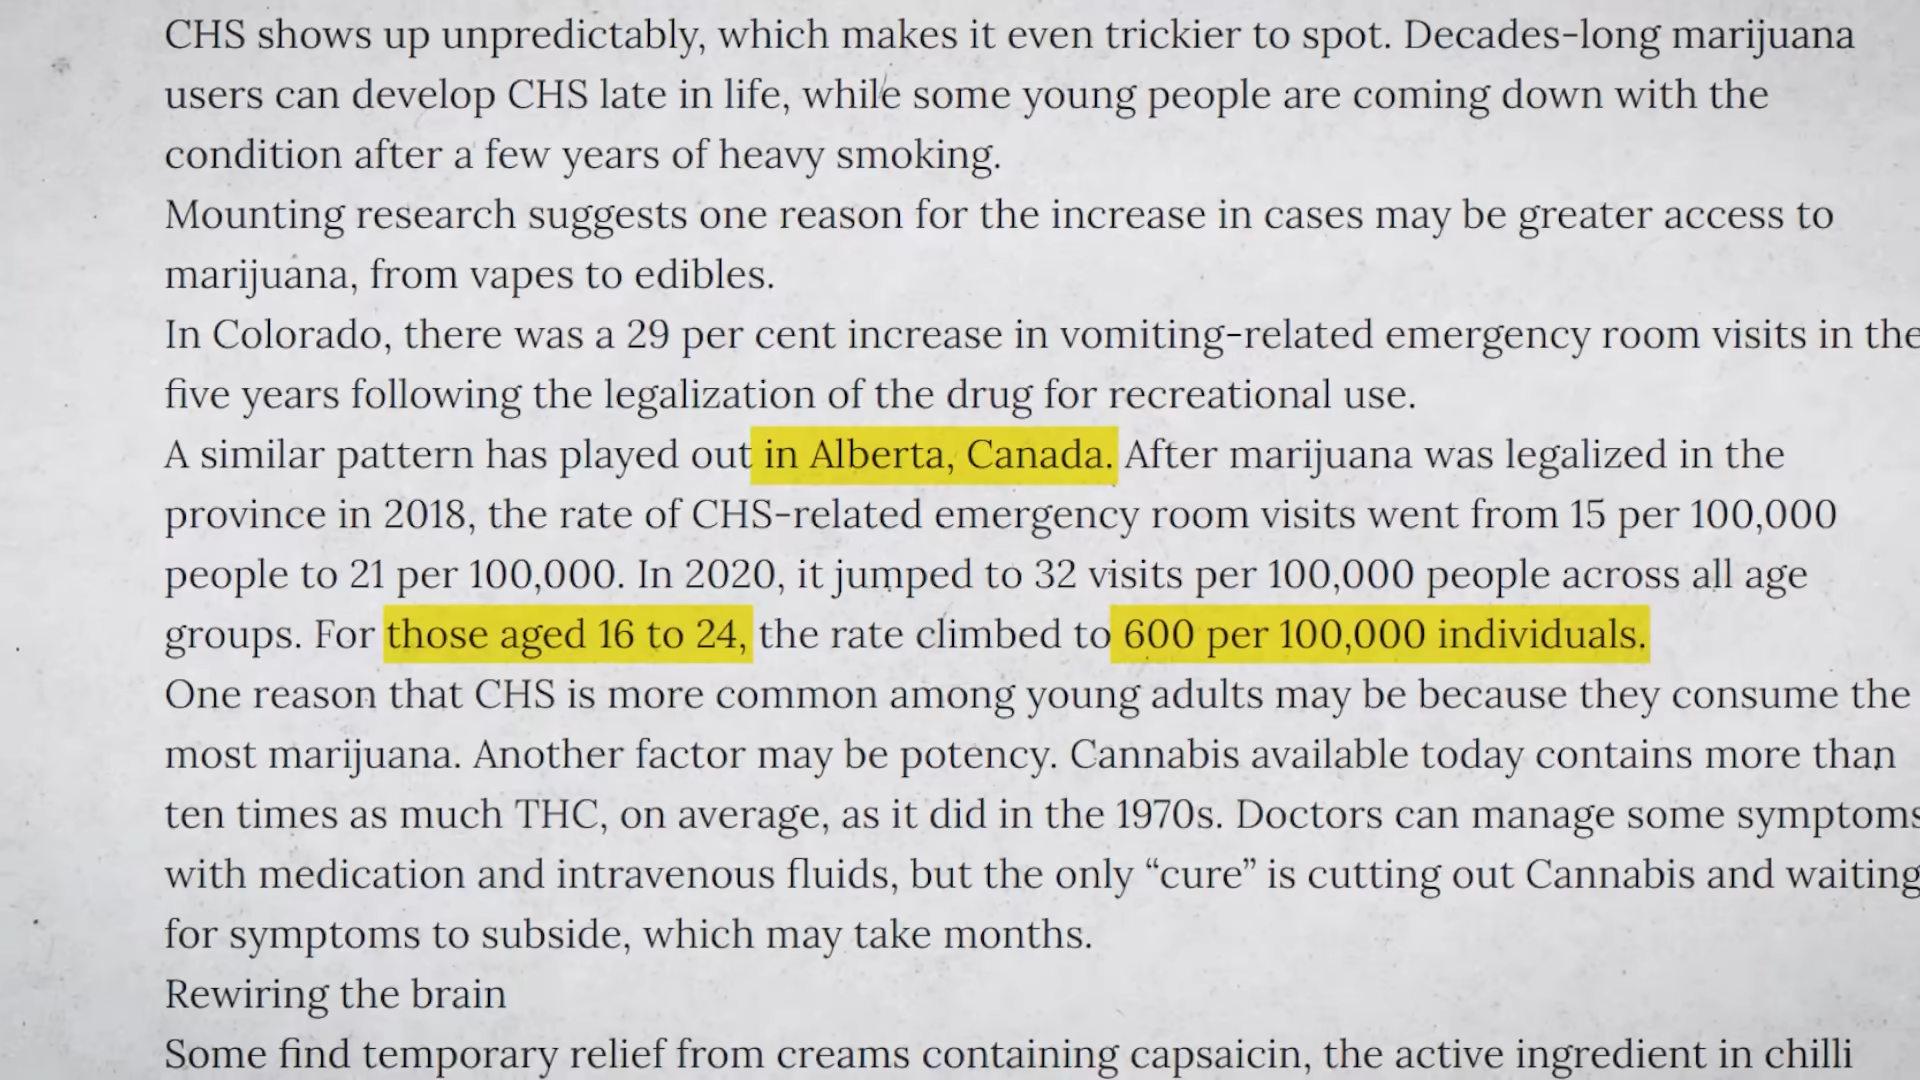 CHS shows up unpredictably, which makes it even trickier to spot. Decades-long marijuana
users can develop CHS late in life, while some young people are coming down with the
condition after a few years of heavy smoking.
Mounting research suggests one reason for the increase in cases may be greater access to
marijuana, from vapes to edibles.
In Colorado, there was a 29 per cent increase in vomiting-related emergency room visits in the
five years following the legalization of the drug for recreational use.
A similar pattern has played out in Alberta, Canada. After marijuana was legalized in the
province in 2018, the rate of CHS-related emergency room visits went from 15 per 100,000
people to 21 per 100,000. In 2020, it jumped to 32 visits per 100,000 people across all age
groups. For those aged 16 to 24, the rate climbed to 600 per 100,000 individuals.
One reason that CHS is more common among young adults may be because they consume the
most marijuana. Another factor may be potency. Cannabis available today contains more than
ten times as much THC, on average, as it did in the 1970s. Doctors can manage some symptoms
with medication and intravenous fluids, but the only “cure” is cutting out Cannabis and waiting
for symptoms to subside, which may take months.
Rewiring the brain
Some find temporary relief from creams containing capsaicin, the active ingredient in chilli